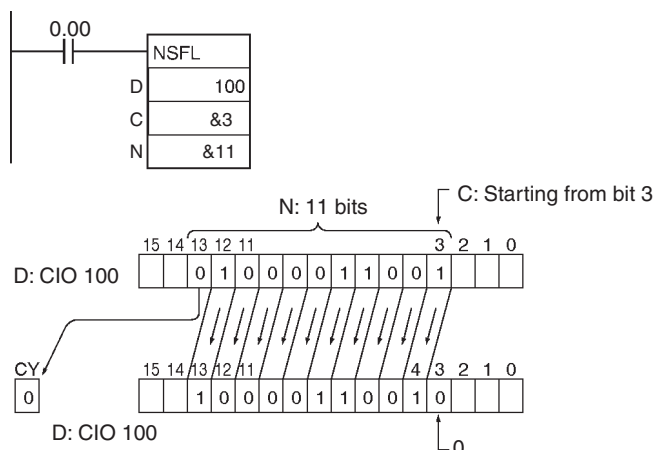 0.00
NSFL
D 100
C &3
N &11
C: Starting from bit 3
N: 11 bits
15 14 13 12 11 3 2 1 0
D: CIO 100 0 1 0 0 0 0 1 1 0 0 1
CY 15 14 13 12 11 4 3 2 1 0
0 1 0 0 0 0 1 1 0 0 1 0
D: CIO 100
0